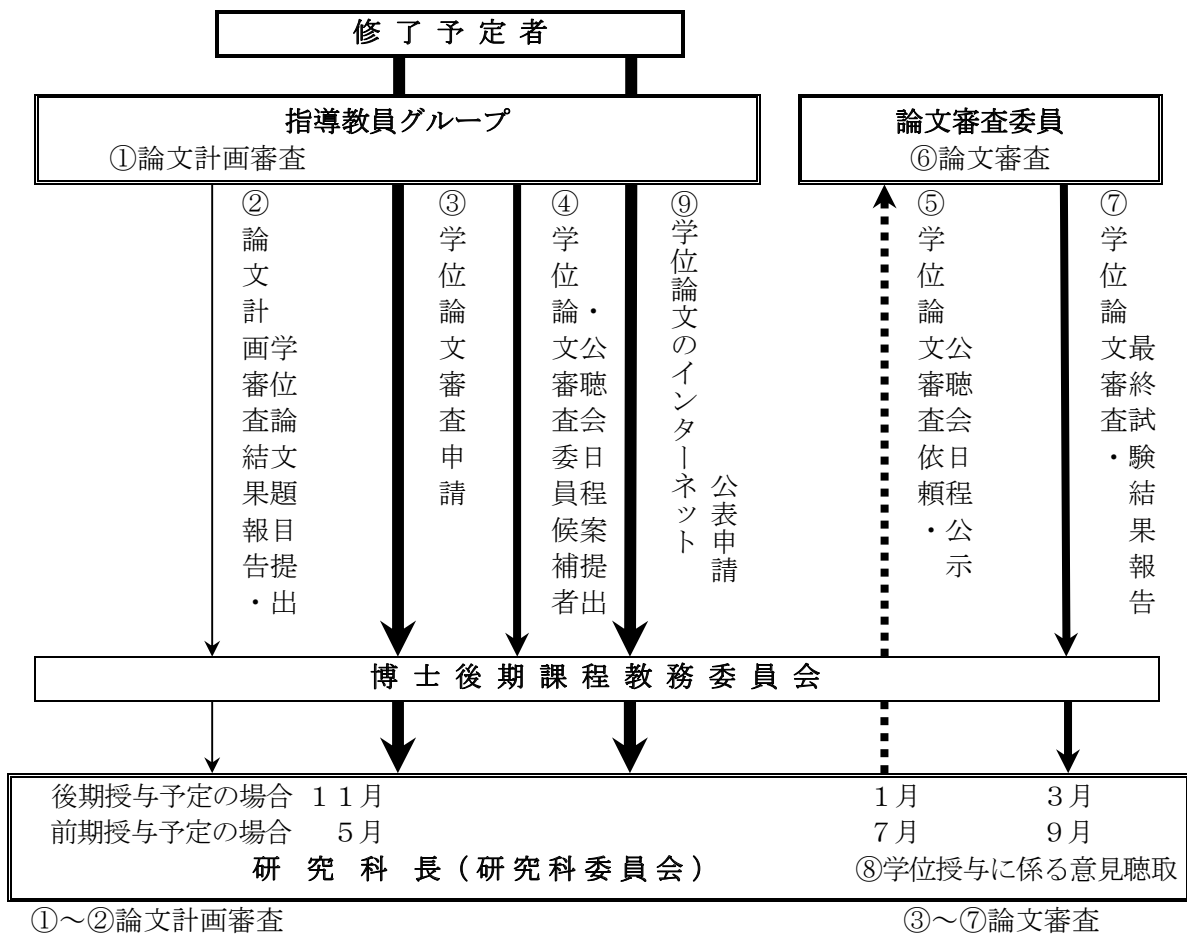 修了予定者
指導教員グループ
①論文計画審査
論文審査委員
⑥論文審査
②論文計画審査結果報告・
学位論文題目提出
③学位論文審査申請
④学位論文審査委員候補者
・公聴会日程案提出
⑨学位論文のインターネット
公表申請
⑤学位論文審査依頼・
公聴会日程公示
⑦学位論文審査・
最終試験結果報告
博士後期課程教務委員会
後期授与予定の場合 11月 1月 3月
前期授与予定の場合 5月 7月 9月
研究科長(研究科委員会) ⑧学位授与に係る意見聴取
①~②論文計画審査 ③~⑦論文審査